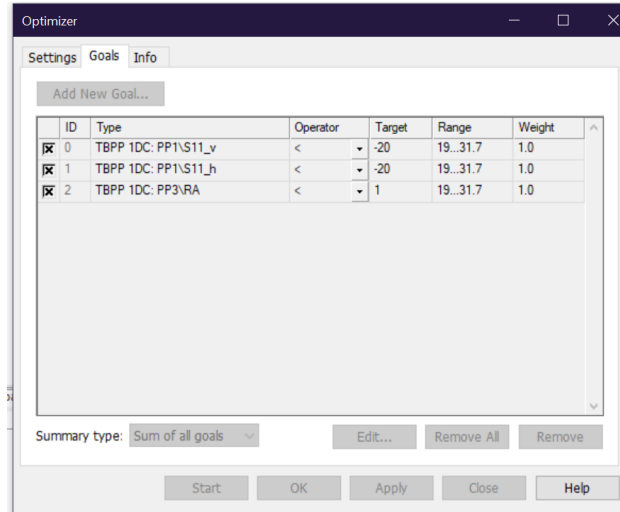 Optimizer
Settings Goals Info
Add New Goal...
ID Type Operator Target Range Weight
0 TBPP 1DC: PP1\S11_v < -20 19...31.7 1.0
1 TBPP 1DC: PP1\S11_h < -20 19...31.7 1.0
2 TBPP 1DC: PP3\RA < 1 19...31.7 1.0
Summary type: Sum of all goals Edit... Remove All Remove
Start OK Apply Close Help